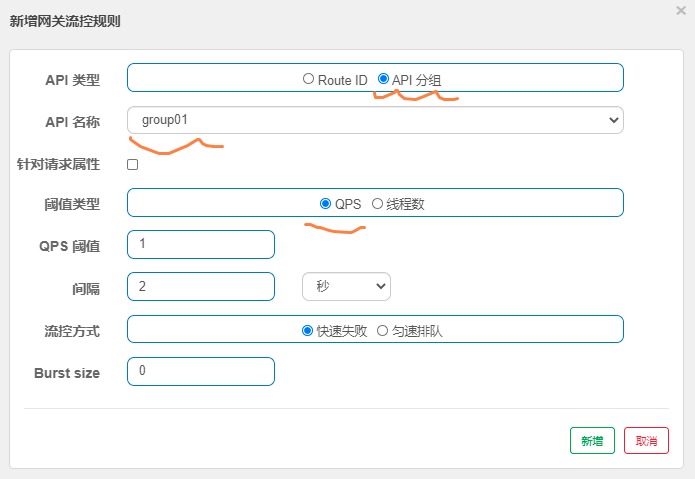 新增网关流控规则
×
API 类型 Route ID API 分组
API 名称 group01
针对请求属性
阈值类型 QPS 线程数
QPS 阈值 1
间隔 2 秒
流控方式 快速失败 匀速排队
Burst size 0
新增 取消